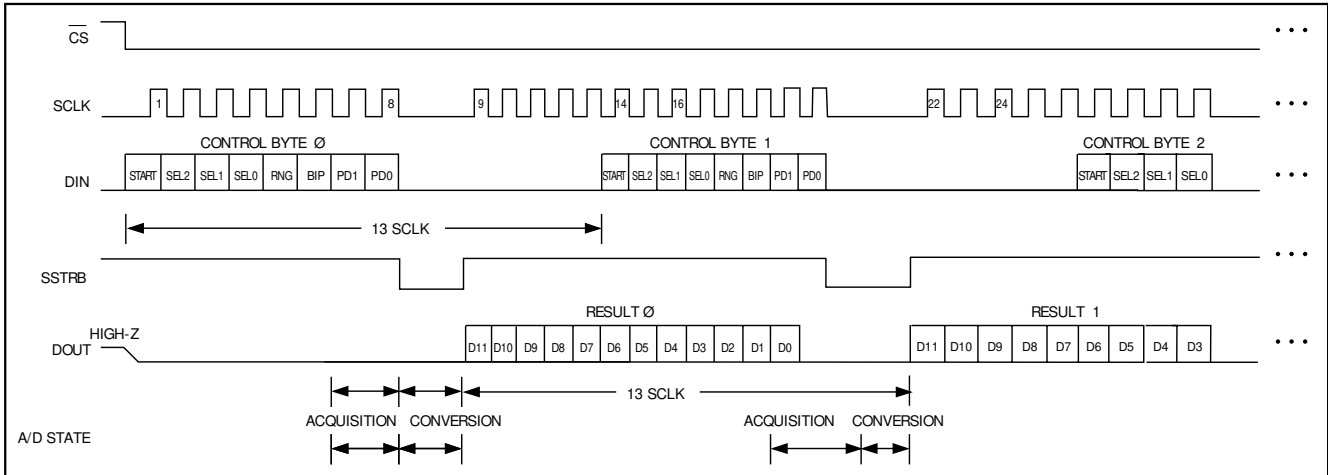 CS
• • •
SCLK
1 8 9 14 16 22 24
• • •
CONTROL BYTE Ø CONTROL BYTE 1 CONTROL BYTE 2
DIN
START SEL2 SEL1 SEL0 RNG BIP PD1 PD0
START SEL2 SEL1 SEL0 RNG BIP PD1 PD0
START SEL2 SEL1 SEL0
• • •
13 SCLK
SSTRB
• • •
RESULT Ø RESULT 1
HIGH-Z
DOUT
D11 D10 D9 D8 D7 D6 D5 D4 D3 D2 D1 D0
D11 D10 D9 D8 D7 D6 D5 D4 D3
• • •
13 SCLK
ACQUISITION CONVERSION ACQUISITION CONVERSION
A/D STATE